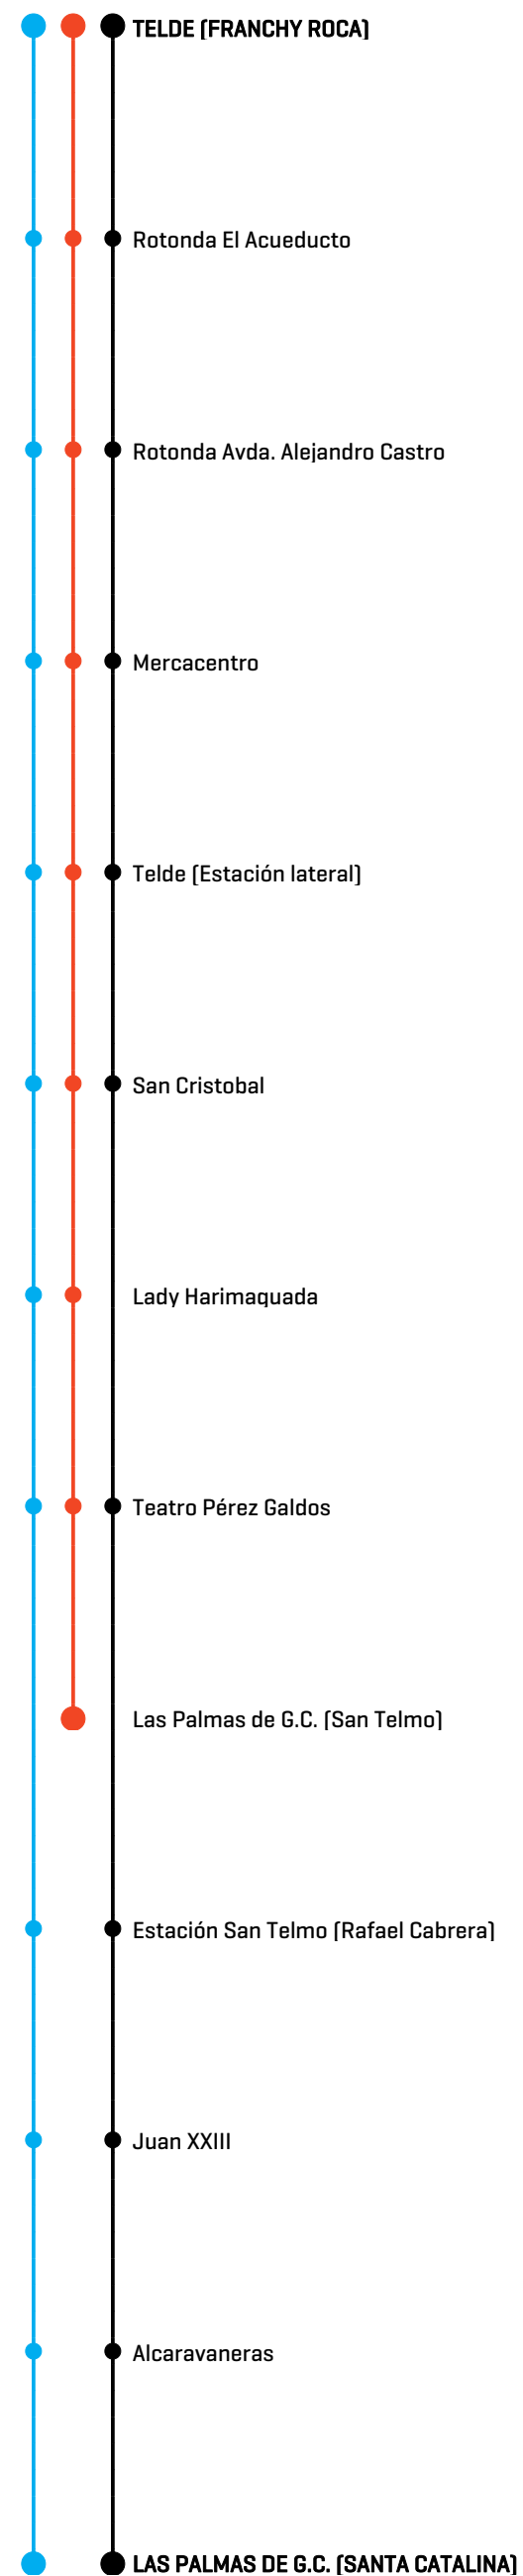 TELDE (FRANCHY ROCA)
Rotonda El Acueducto
Rotonda Avda. Alejandro Castro
Mercacentro
Telde (Estación lateral)
San Cristobal
Lady Harimaquada
Teatro Pérez Galdos
Las Palmas de G.C. (San Telmo)
Estación San Telmo (Rafael Cabrera)
Juan XXIII
Alcaravaneras
LAS PALMAS DE G.C. (SANTA CATALINA)